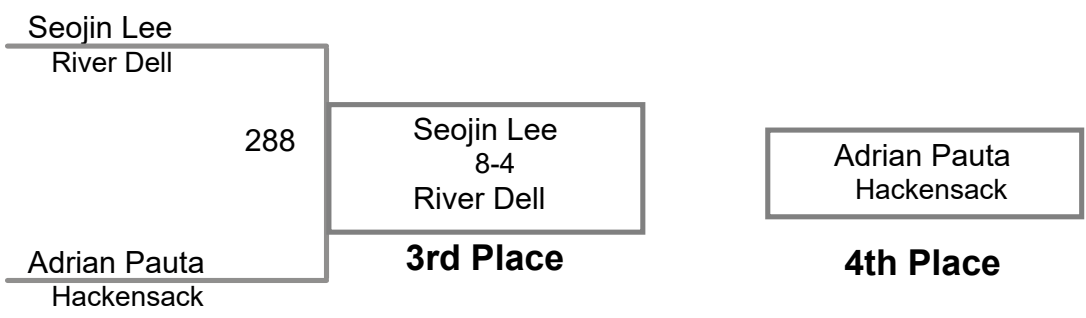 Seojin Lee
River Dell
288
Seojin Lee
8-4
River Dell
3rd Place
Adrian Pauta
Hackensack
4th Place
Adrian Pauta
Hackensack